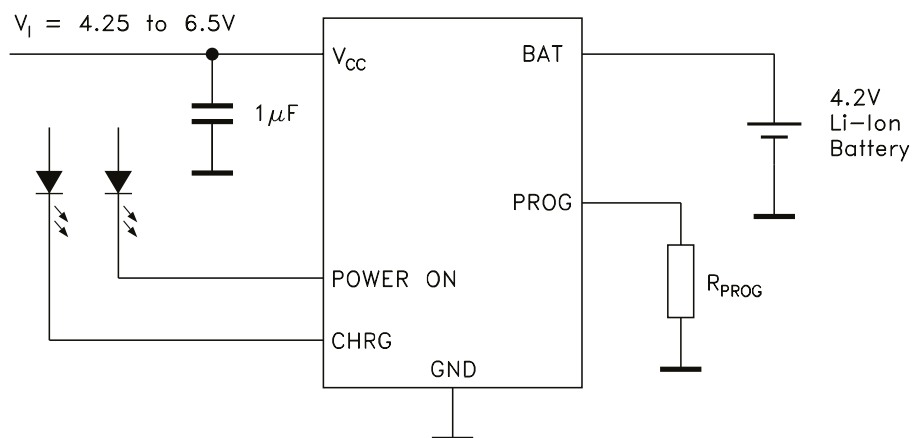 V_I = 4.25 to 6.5V
V_CC
BAT
1μF
4.2V
Li–Ion
Battery
PROG
POWER ON
R_PROG
CHRG
GND